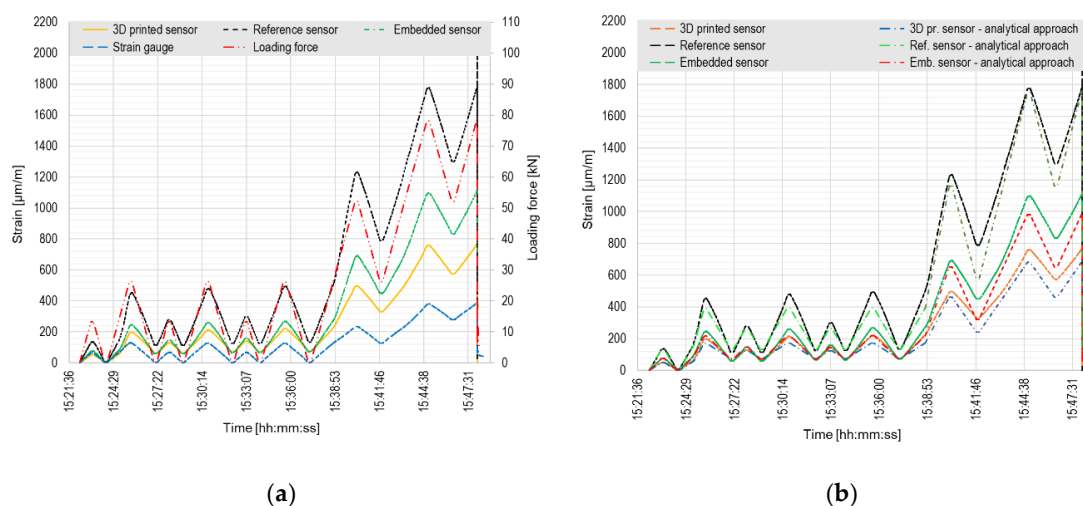 2200
2000
1800
1600
1400
1200
1000
800
600
400
200
0
Strain [µm/m]
110
100
90
80
70
60
50
40
30
20
10
0
Loading force [kN]
3D printed sensor Reference sensor Embedded sensor
Strain gauge Loading force
15:21:36 15:24:29 15:27:22 15:30:14 15:33:07 15:36:00 15:38:53 15:41:46 15:44:38 15:47:31
Time [hh:mm:ss]
(a)
2200
2000
1800
1600
1400
1200
1000
800
600
400
200
0
Strain [µm/m]
3D printed sensor 3D pr. sensor - analytical approach
Reference sensor Ref. sensor - analytical approach
Embedded sensor Emb. sensor - analytical approach
15:21:36 15:24:29 15:27:22 15:30:14 15:33:07 15:36:00 15:38:53 15:41:46 15:44:38 15:47:31
Time [hh:mm:ss]
(b)